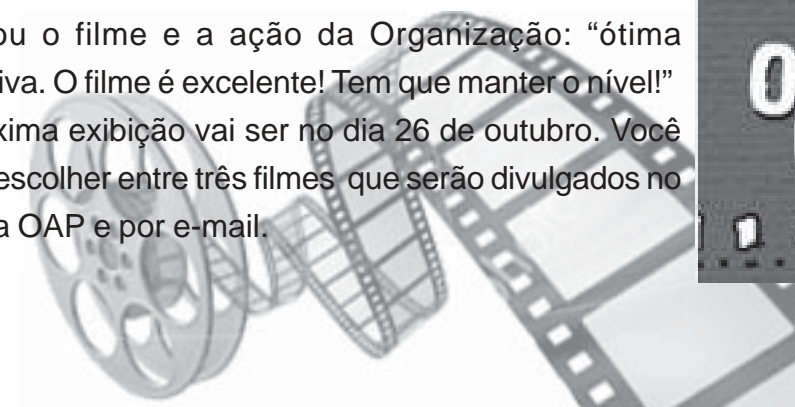 ou o filme e a ação da Organização: “ótima
iva. O filme é excelente! Tem que manter o nível!”
xima exibição vai ser no dia 26 de outubro. Você
escolher entre três filmes que serão divulgados no
a OAP e por e-mail.